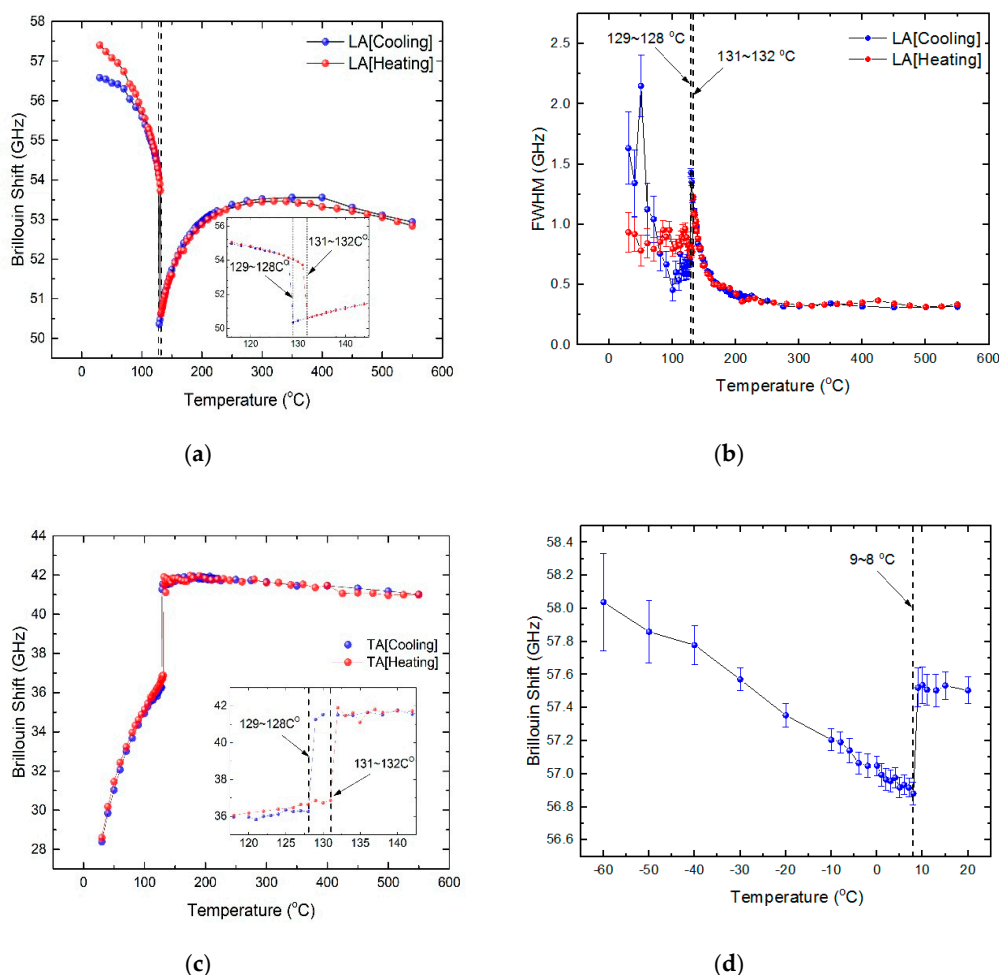 (a)
58
57
56
55
54
53
52
51
50
Brillouin Shift (GHz)
LA[Cooling]
LA[Heating]
56
54
52
50
131~132C⁰
129~128C⁰
120 130 140
0 100 200 300 400 500 600
Temperature (°C)
(a)
2.5
2.0
1.5
1.0
0.5
0.0
FWHM (GHz)
129~128 °C
131~132 °C
LA[Cooling]
LA[Heating]
0 100 200 300 400 500 600
Temperature (°C)
(b)
44
42
40
38
36
34
32
30
28
Brillouin Shift (GHz)
TA[Cooling]
TA[Heating]
42
40
38
36
129~128C⁰
131~132C⁰
120 125 130 135 140
0 100 200 300 400 500 600
Temperature (°C)
(c)
58.4
58.2
58.0
57.8
57.6
57.4
57.2
57.0
56.8
56.6
Brillouin Shift (GHz)
9~8 °C
-60 -50 -40 -30 -20 -10 0 10 20
Temperature (°C)
(d)